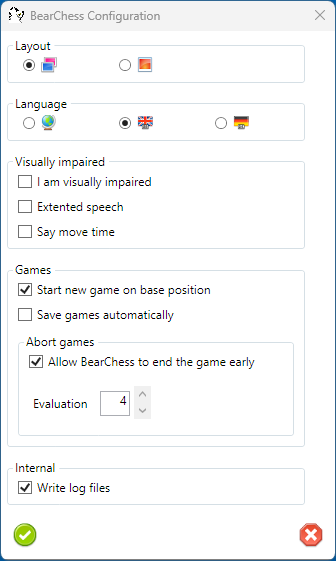 BearChess Configuration
Layout
Language
Visually impaired
I am visually impaired
Extented speech
Say move time
Games
Start new game on base position
Save games automatically
Abort games
Allow BearChess to end the game early
Evaluation 4
Internal
Write log files